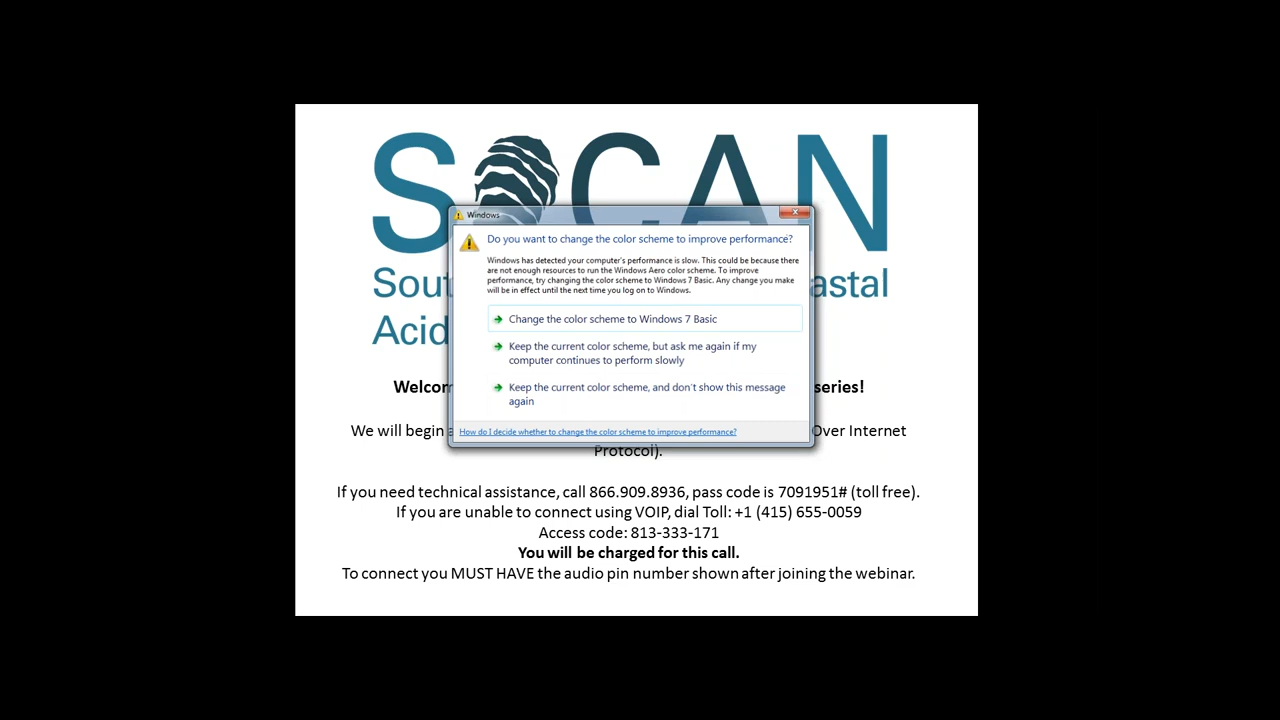 SOCAN
Windows
Do you want to change the color scheme to improve performance?
Windows has detected your computer's performance is slow. This could be because there
are not enough resources to run the Windows Aero color scheme. To improve
performance, try changing the color scheme to Windows 7 Basic. Any change you make
will be in effect until the next time you log on to Windows.
Change the color scheme to Windows 7 Basic
Keep the current color scheme, but ask me again if my
computer continues to perform slowly
Keep the current color scheme, and don't show this message
again
How do I decide whether to change the color scheme to improve performance?
series!
We will begin Over Internet
Protocol).
If you need technical assistance, call 866.909.8936, pass code is 7091951# (toll free).
If you are unable to connect using VOIP, dial Toll: +1 (415) 655-0059
Access code: 813-333-171
You will be charged for this call.
To connect you MUST HAVE the audio pin number shown after joining the webinar.